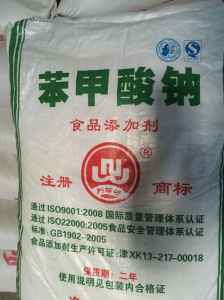 苯甲酸钠
食品添加剂
®
注册 商标
万年青
通过ISO9001:2008国际质量管理体系认证
通过ISO22000:2005食品安全管理体系认证
标准:GB1902-2005
食品添加剂生产许可证:津XK13-217-00018
保质期:二年
使用说明见包装内合格证